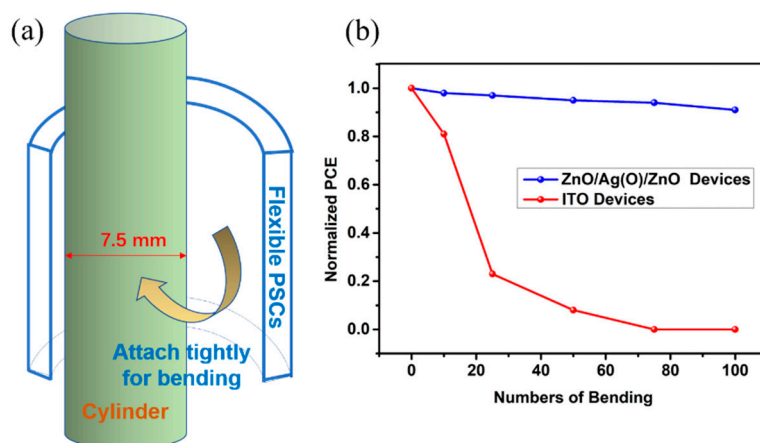 (a)
7.5 mm
Flexible PSCs
Attach tightly
for bending
Cylinder
(b)
Normalized PCE
1.0
0.8
0.6
0.4
0.2
0.0
ZnO/Ag(O)/ZnO Devices
ITO Devices
0 20 40 60 80 100
Numbers of Bending